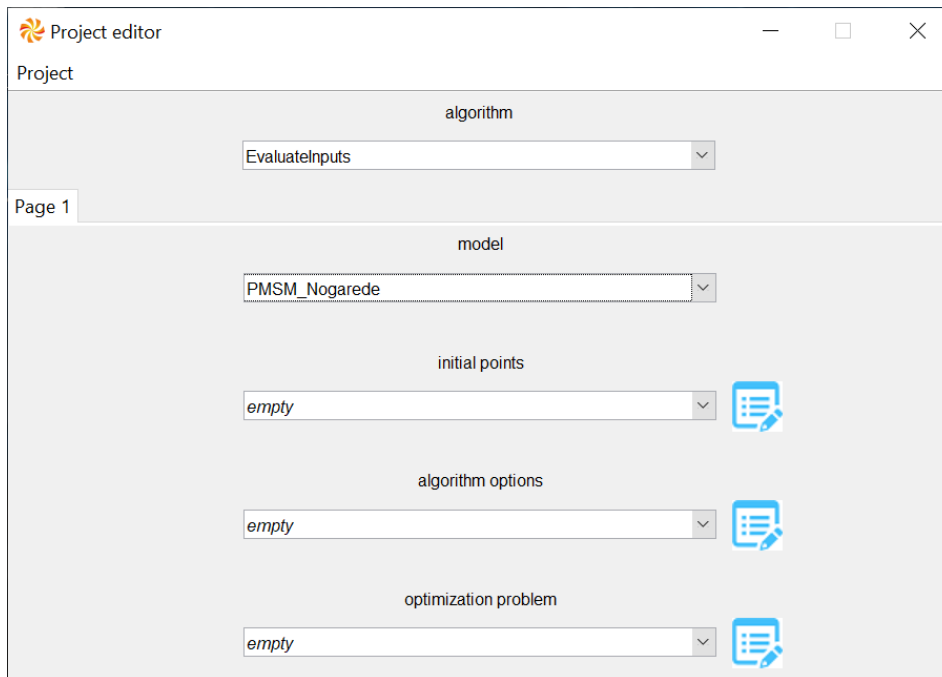 Project editor
Project
algorithm
EvaluateInputs
Page 1
model
PMSM_Nogarede
initial points
empty
algorithm options
empty
optimization problem
empty